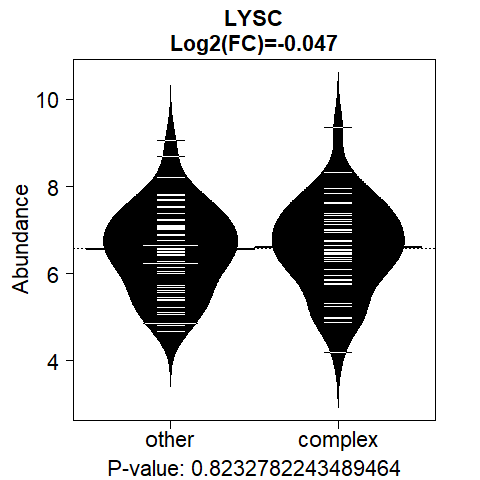 LYSC
Log2(FC)=-0.047
10
8
6
4
Abundance
other complex
P-value: 0.8232782243489464